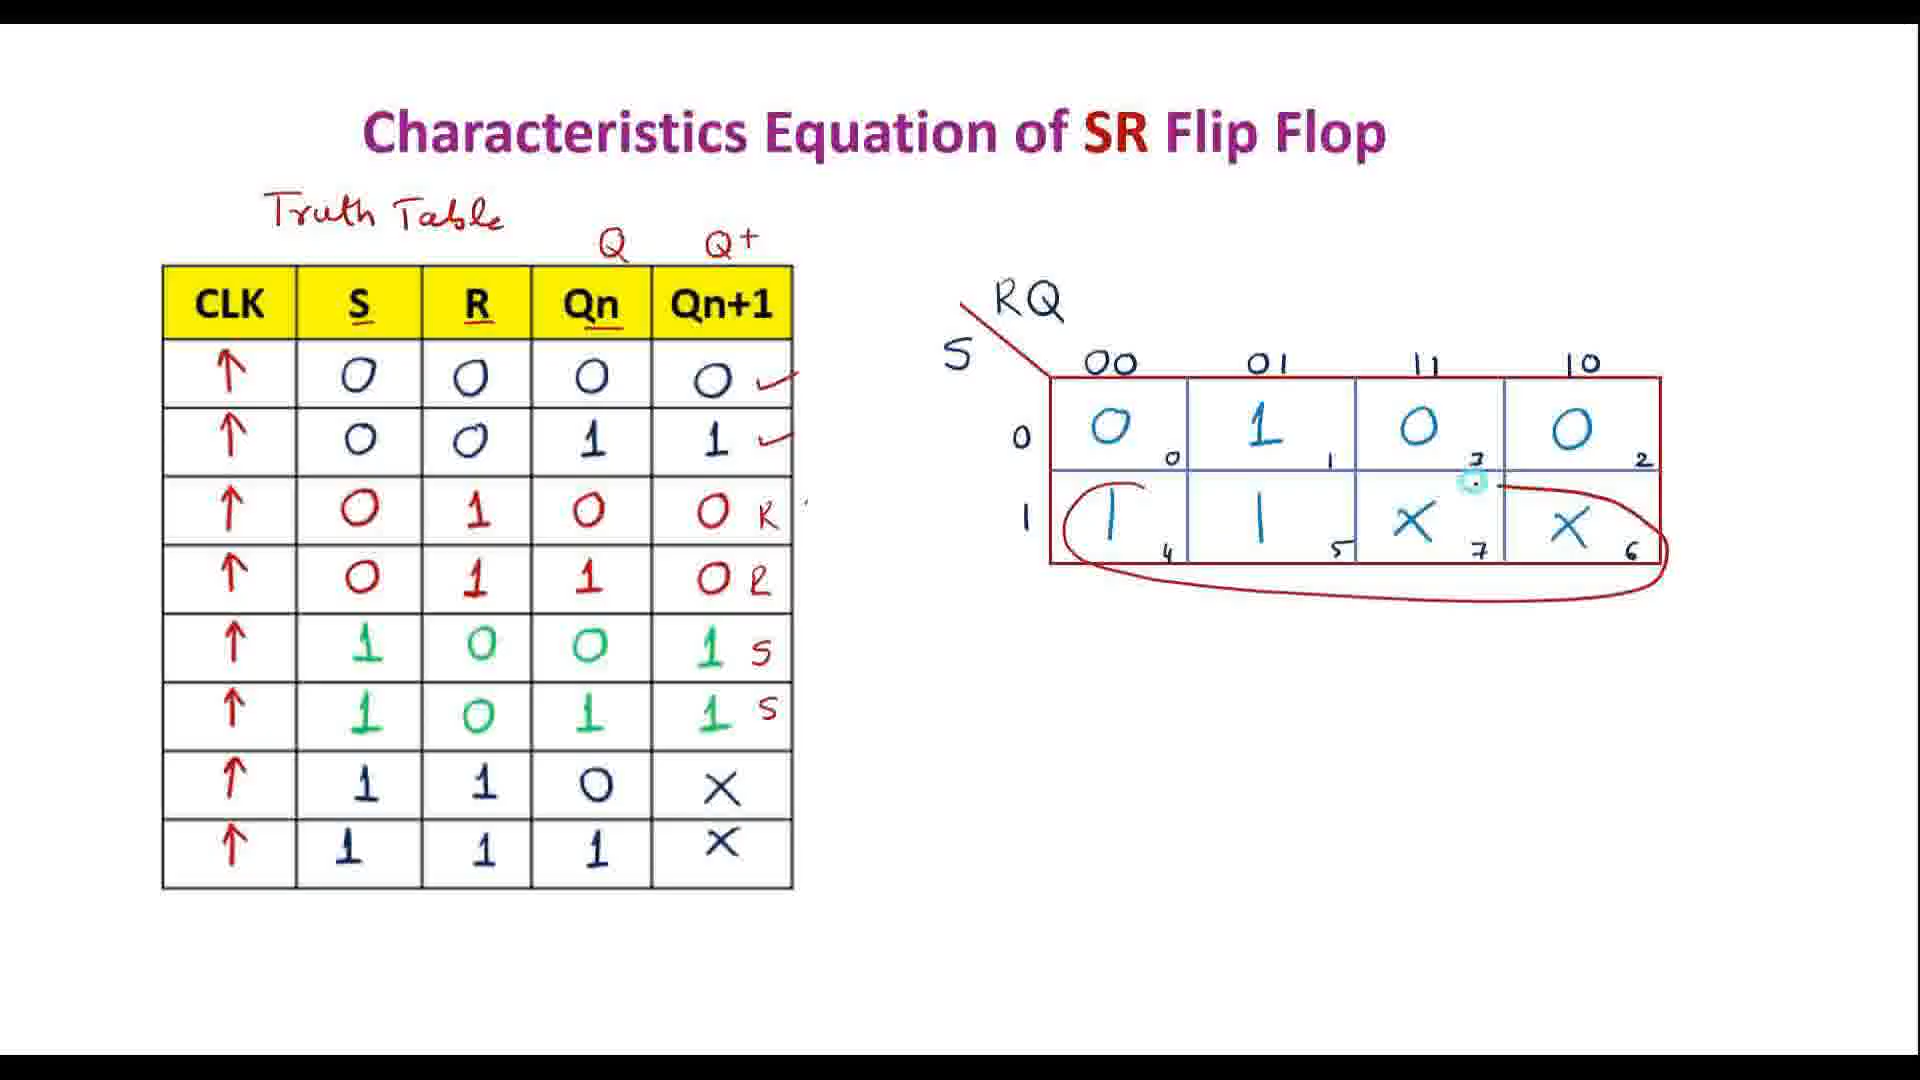 Characteristics Equation of SR Flip Flop
Truth Table
Q Q+
CLK S R Qn Qn+1
↑ 0 0 0 0 ✓
↑ 0 0 1 1 ✓
↑ 0 1 0 0 R
↑ 0 1 1 0 R
↑ 1 0 0 1 S
↑ 1 0 1 1 S
↑ 1 1 0 X
↑ 1 1 1 X
RQ
S
00 01 11 10
0 0 0 1 1 0 3 0 2
1 1 4 1 5 X 7 X 6